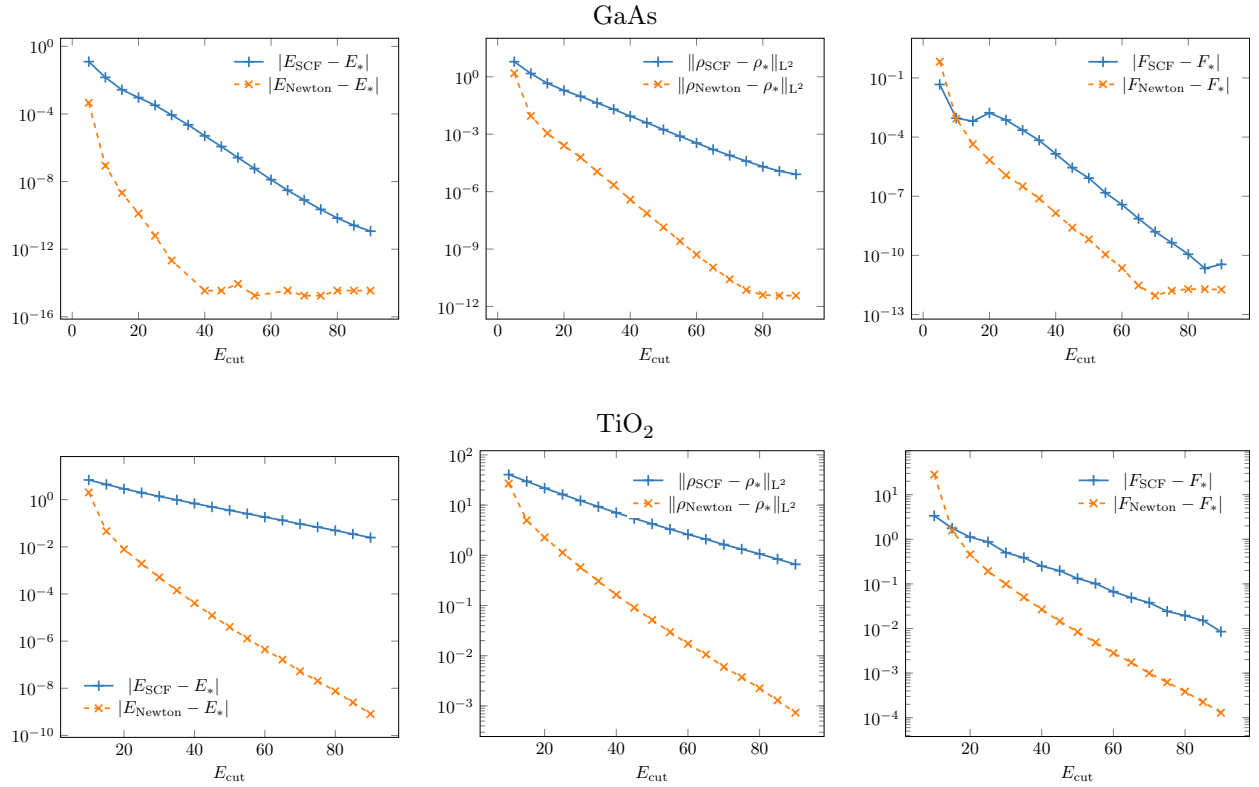 GaAs
10^0
10^{-4}
10^{-8}
10^{-12}
10^{-16}
0 20 40 60 80
E_cut
|E_SCF − E_*|
|E_Newton − E_*|
10^0
10^{-3}
10^{-6}
10^{-9}
10^{-12}
0 20 40 60 80
E_cut
‖ρ_SCF − ρ_*‖_{L^2}
‖ρ_Newton − ρ_*‖_{L^2}
10^{-1}
10^{-4}
10^{-7}
10^{-10}
10^{-13}
0 20 40 60 80
E_cut
|F_SCF − F_*|
|F_Newton − F_*|
TiO_2
10^0
10^{-2}
10^{-4}
10^{-6}
10^{-8}
10^{-10}
20 40 60 80
E_cut
|E_SCF − E_*|
|E_Newton − E_*|
10^2
10^1
10^0
10^{-1}
10^{-2}
10^{-3}
20 40 60 80
E_cut
‖ρ_SCF − ρ_*‖_{L^2}
‖ρ_Newton − ρ_*‖_{L^2}
10^1
10^0
10^{-1}
10^{-2}
10^{-3}
10^{-4}
20 40 60 80
E_cut
|F_SCF − F_*|
|F_Newton − F_*|